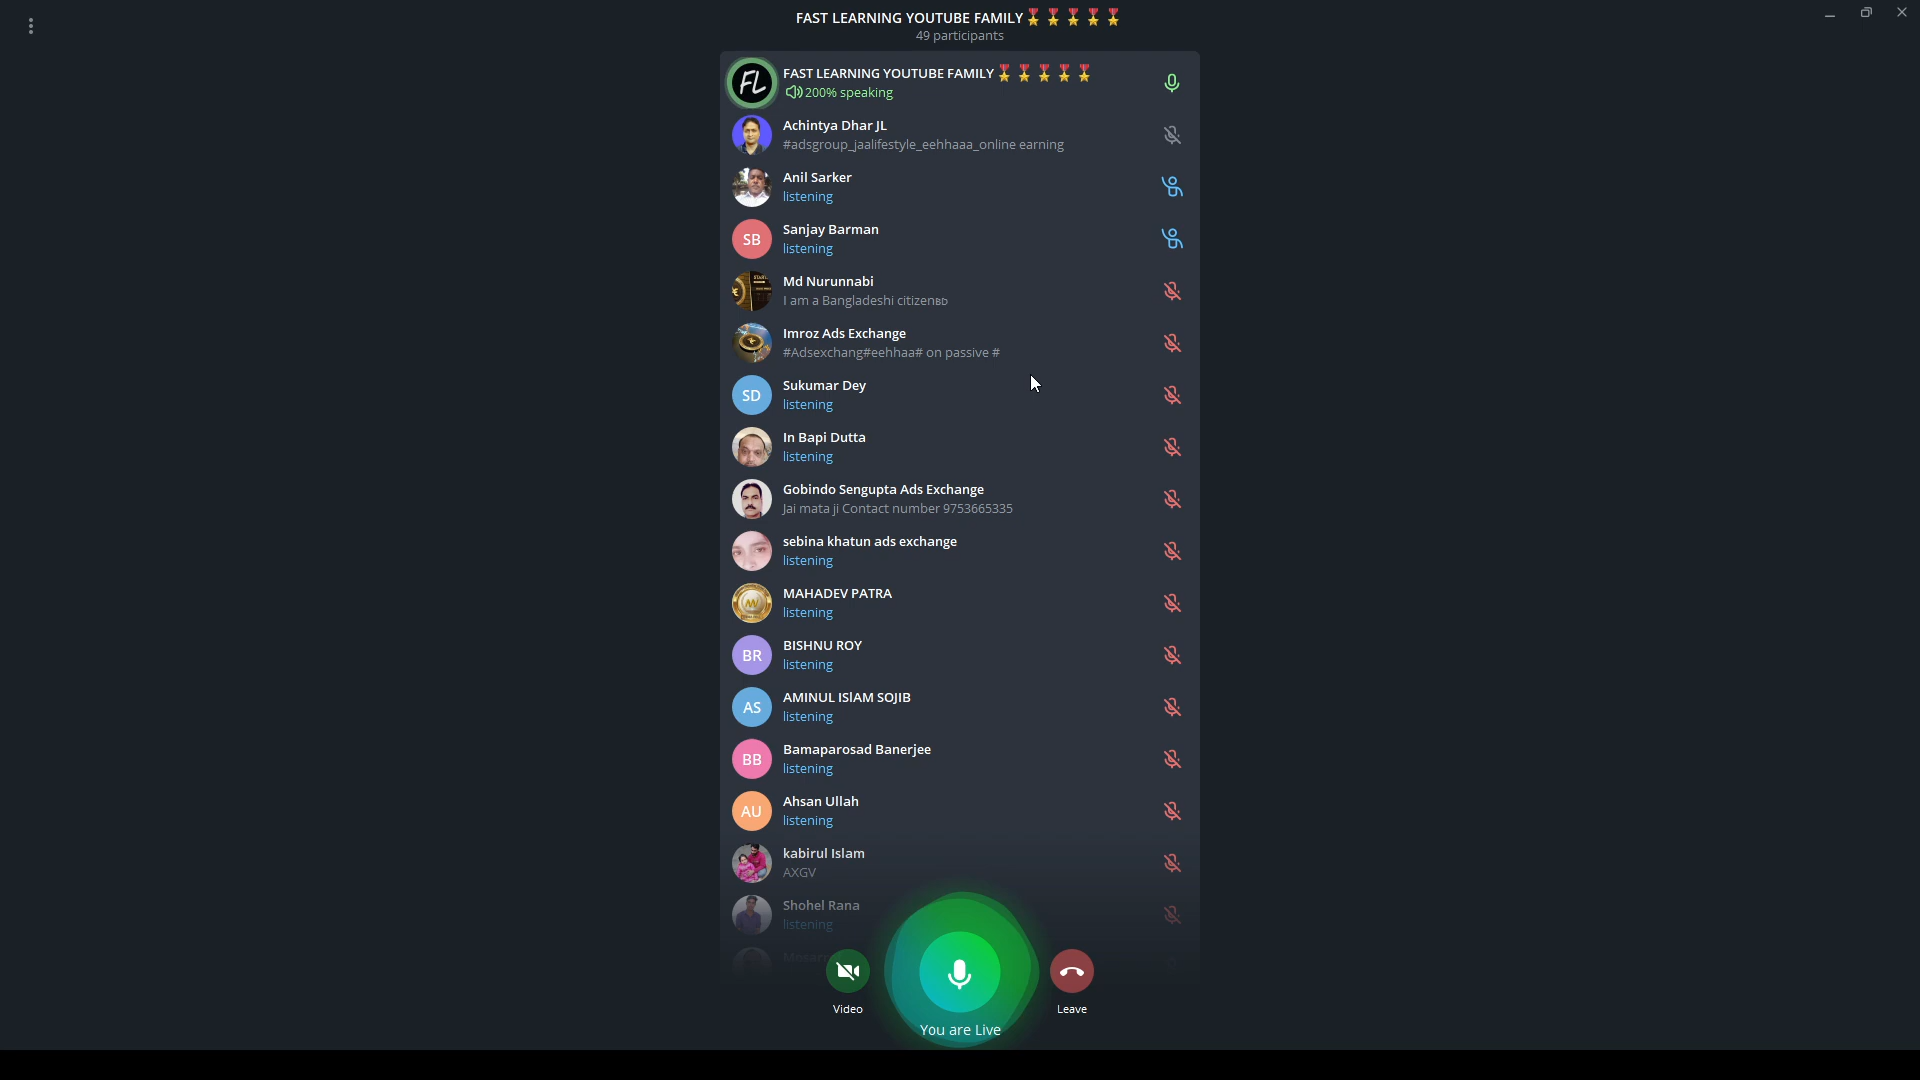 FAST LEARNING YOUTUBE FAMILY🎖🎖🎖🎖🎖
49 participants
FL
FAST LEARNING YOUTUBE FAMILY🎖🎖🎖🎖🎖
200% speaking
Achintya Dhar JL
#adsgroup_jaalifestyle_eehhaaa_online earning
Anil Sarker
listening
SB
Sanjay Barman
listening
Md Nurunnabi
I am a Bangladeshi citizenBD
Imroz Ads Exchange
#Adsexchang#eehhaa# on passive #
SD
Sukumar Dey
listening
In Bapi Dutta
listening
Gobindo Sengupta Ads Exchange
Jai mata ji Contact number 9753665335
sebina khatun ads exchange
listening
MAHADEV PATRA
listening
BR
BISHNU ROY
listening
AS
AMINUL ISlAM SOJIB
listening
BB
Bamaparosad Banerjee
listening
AU
Ahsan Ullah
listening
kabirul Islam
AXGV
Shohel Rana
listening
Video
Leave
You are Live